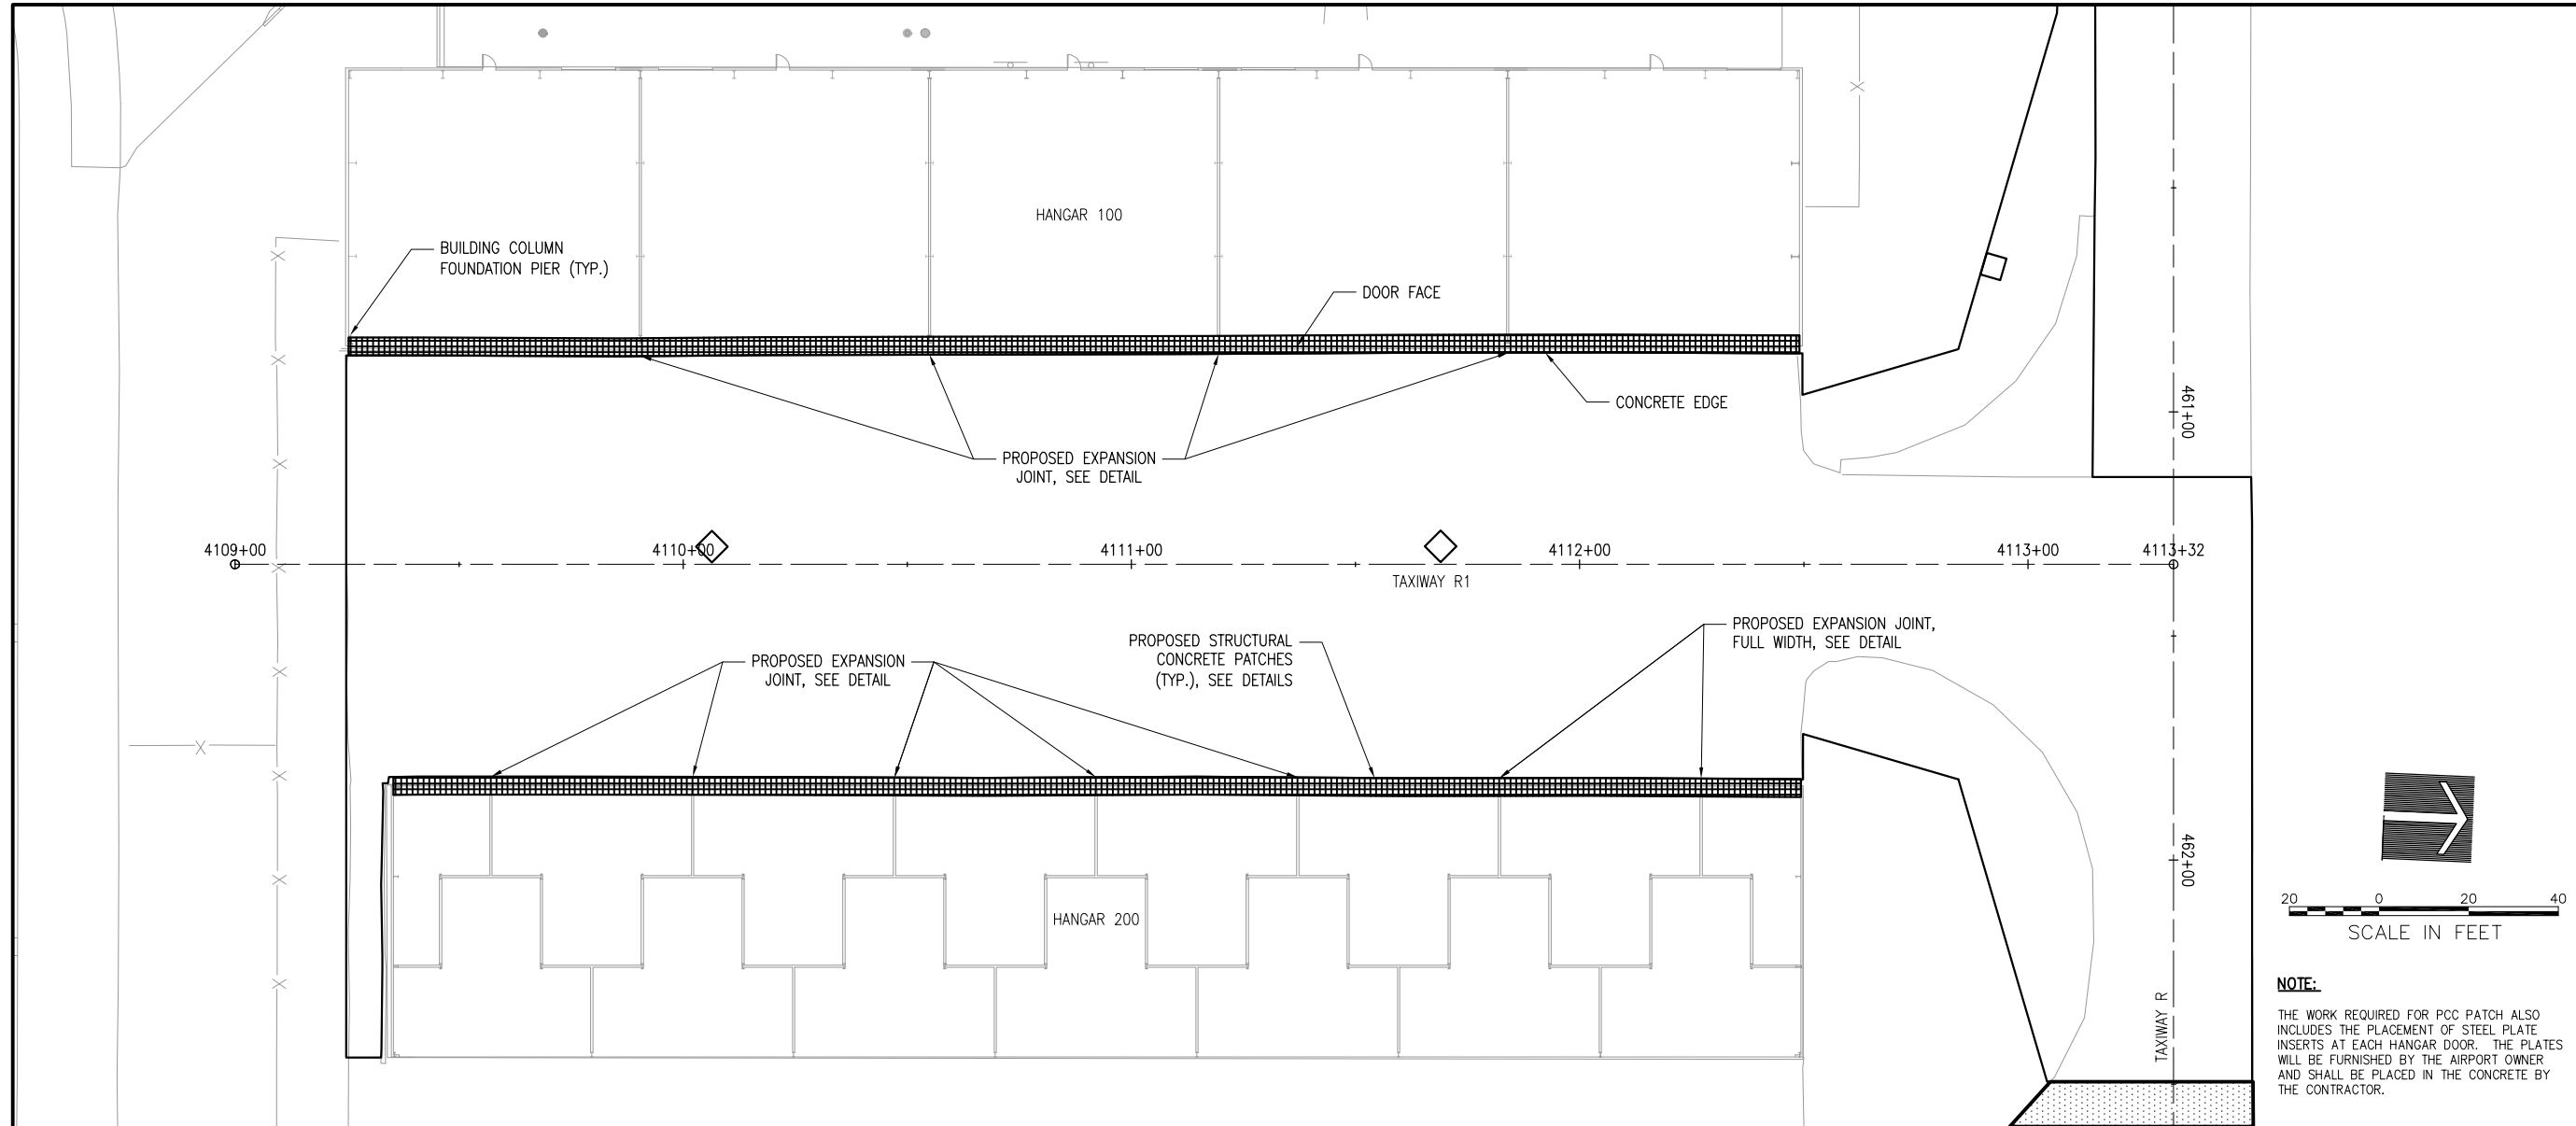 HANGAR 100
BUILDING COLUMN
FOUNDATION PIER (TYP.)
DOOR FACE
CONCRETE EDGE
461+00
PROPOSED EXPANSION
JOINT, SEE DETAIL
4109+00
4110+00
4111+00
4112+00
4113+00
4113+32
TAXIWAY R1
PROPOSED EXPANSION
JOINT, SEE DETAIL
PROPOSED STRUCTURAL
CONCRETE PATCHES
(TYP.), SEE DETAILS
PROPOSED EXPANSION JOINT,
FULL WIDTH, SEE DETAIL
462+00
HANGAR 200
TAXIWAY R
20 0 20 40
SCALE IN FEET
NOTE:
THE WORK REQUIRED FOR PCC PATCH ALSO
INCLUDES THE PLACEMENT OF STEEL PLATE
INSERTS AT EACH HANGAR DOOR. THE PLATES
WILL BE FURNISHED BY THE AIRPORT OWNER
AND SHALL BE PLACED IN THE CONCRETE BY
THE CONTRACTOR.